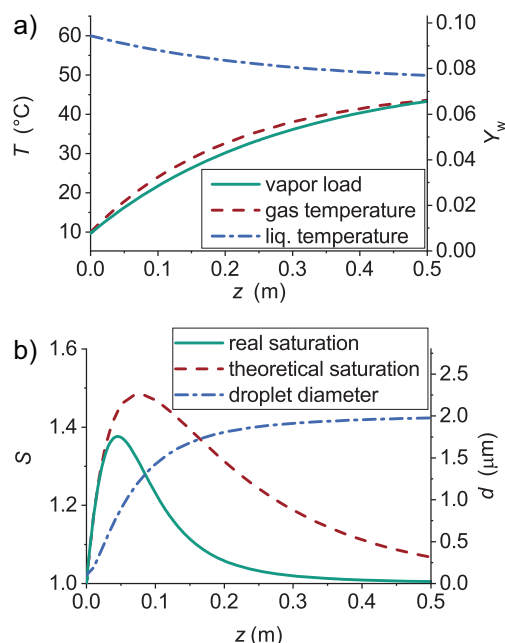 a)
60
50
40
30
20
10
T (°C)
0.10
0.08
0.06
0.04
0.02
0.00
Y_w
vapor load
gas temperature
liq. temperature
0.0 0.1 0.2 0.3 0.4 0.5
z (m)
b)
1.6
1.4
1.2
1.0
S
real saturation
theoretical saturation
droplet diameter
2.5
2.0
1.5
1.0
0.5
0.0
d (μm)
0.0 0.1 0.2 0.3 0.4 0.5
z (m)